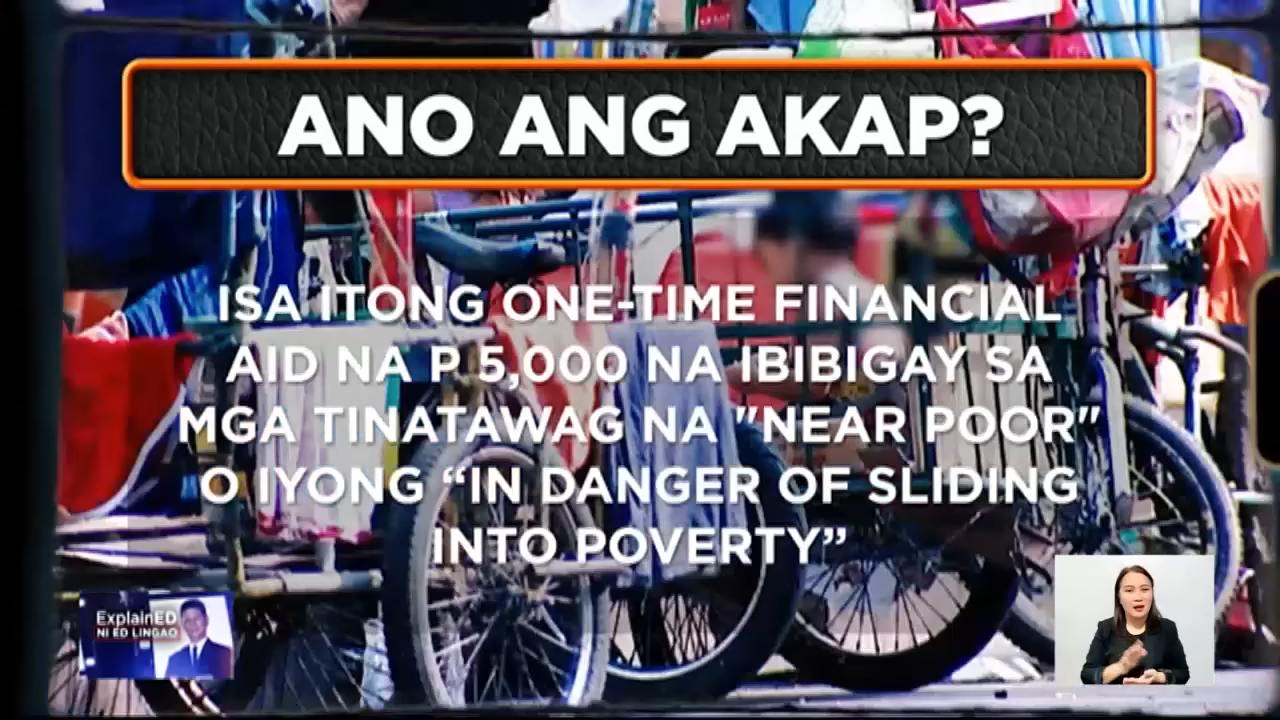 ANO ANG AKAP?
ISA ITONG ONE-TIME FINANCIAL
AID NA P 5,000 NA IBIBIGAY SA
MGA TINATAWAG NA "NEAR POOR"
O IYONG “IN DANGER OF SLIDING
INTO POVERTY”
ExplainED
NI ED LINGAO